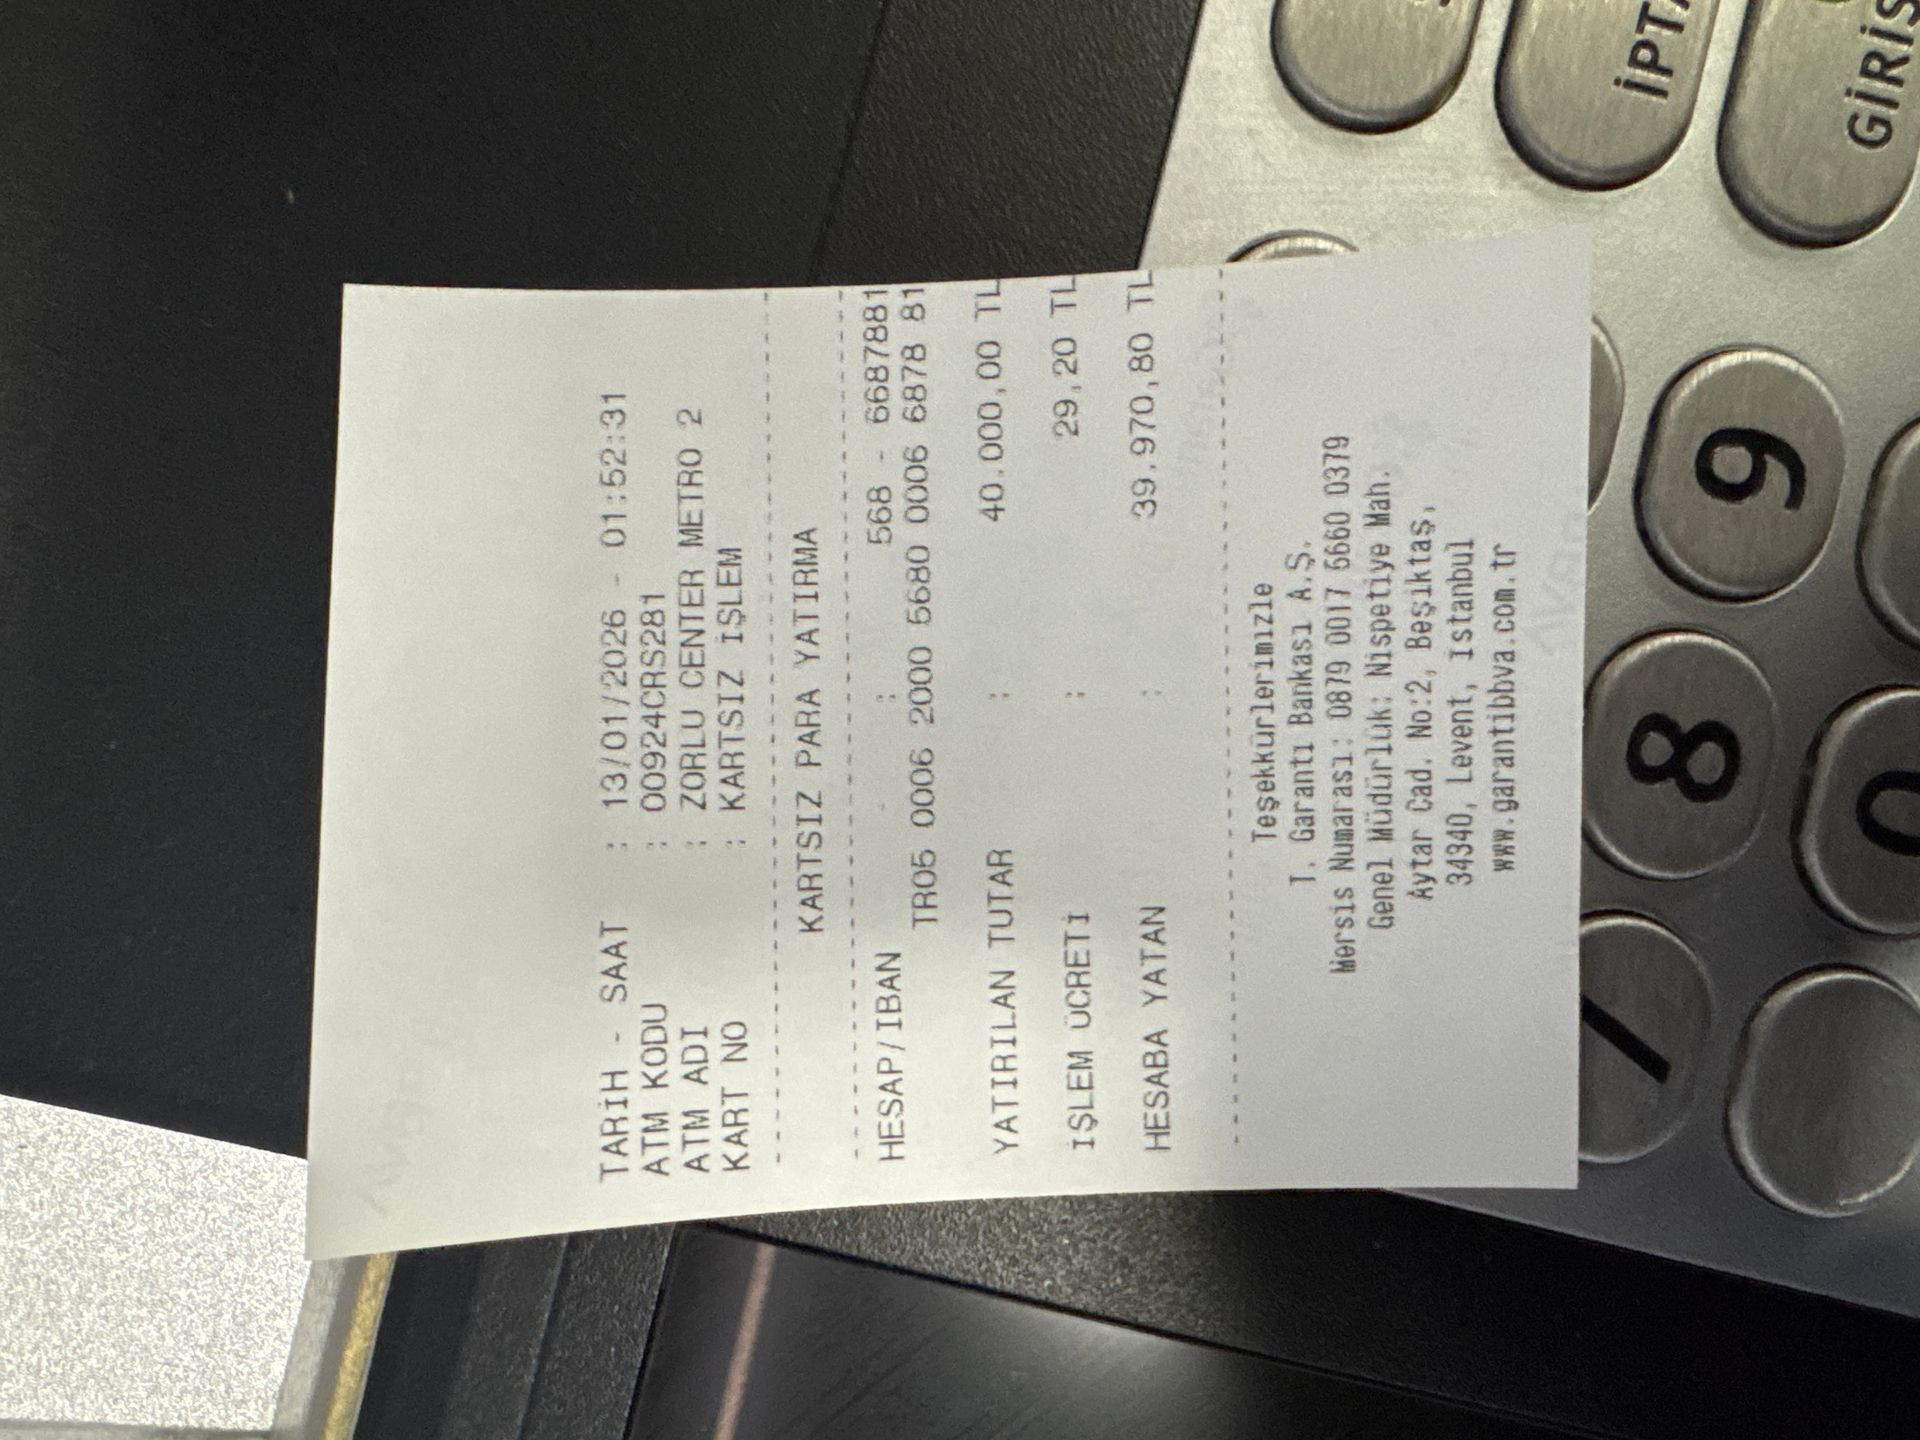 TARİH - SAAT : 13/01/2026 - 01:52:31
ATM KODU : 00924CRS281
ATM ADI : ZORLU CENTER METRO 2
KART NO : KARTSIZ İŞLEM
KARTSIZ PARA YATIRMA
HESAP/IBAN : 568 - 6687881
TR05 0006 2000 5680 0006 6878 81
YATIRILAN TUTAR : 40.000,00 TL
İŞLEM ÜCRETİ : 29,20 TL
HESABA YATAN : 39.970,80 TL
Teşekkürlerimizle
T. Garanti Bankası A.Ş.
Mersis Numarası: 0879 0017 5660 0379
Genel Müdürlük: Nispetiye Mah.
Aytar Cad. No:2, Beşiktaş,
34340, Levent, İstanbul
www.garantibbva.com.tr
GİRİŞ
9
8
0